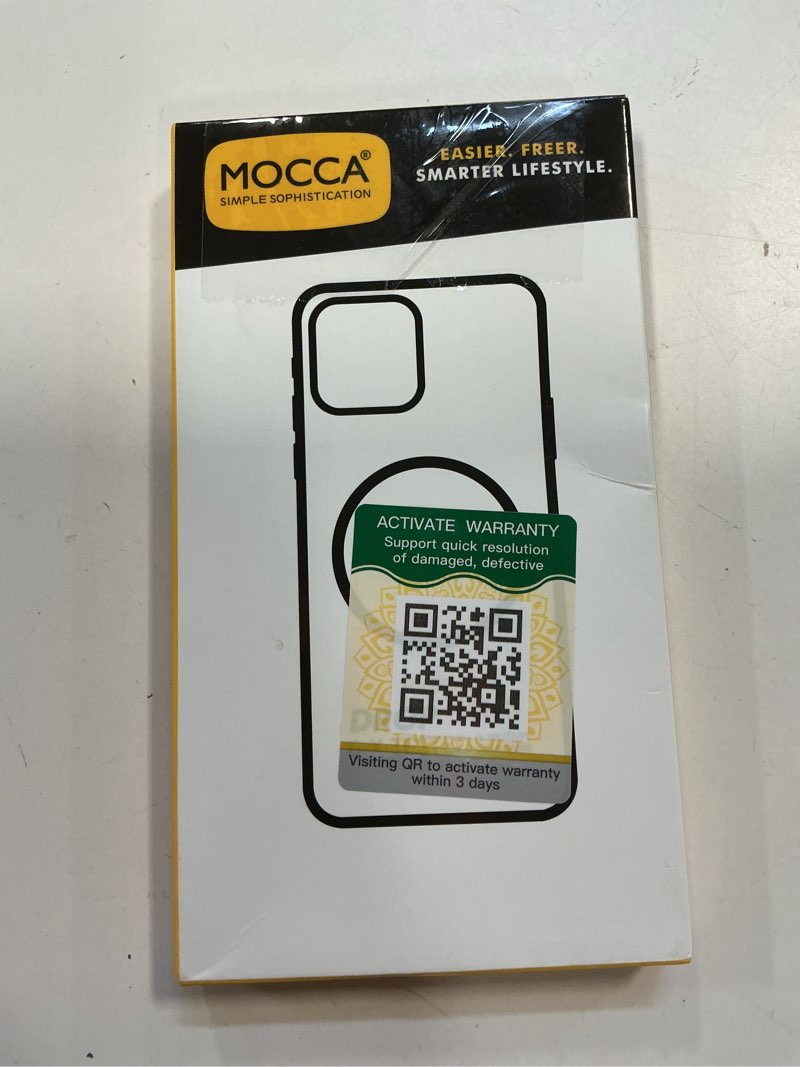 MOCCA®
SIMPLE SOPHISTICATION
EASIER. FREER.
SMARTER LIFESTYLE.
ACTIVATE WARRANTY
Support quick resolution
of damaged, defective
Visiting QR to activate warranty
within 3 days